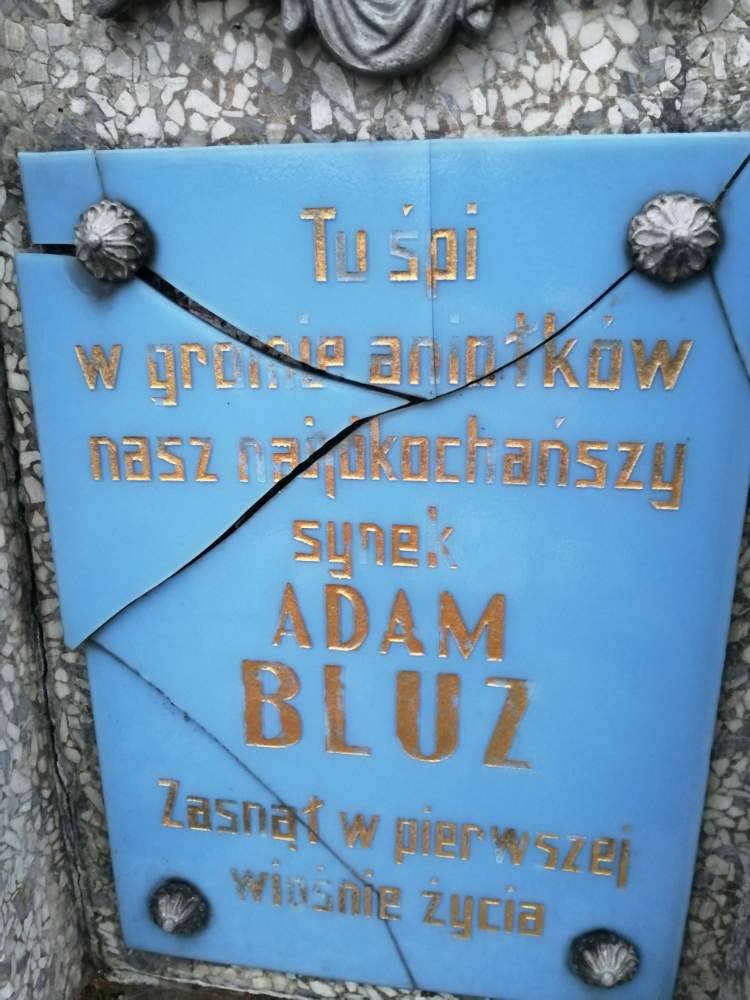 Tu śpi
w gronie aniołków
nasz najukochańszy
synek
ADAM
BLUZ
Zasnął w pierwszej
wiośnie życia